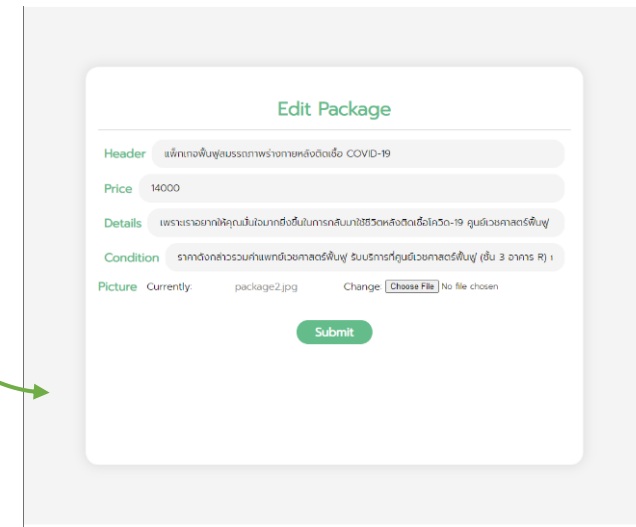 Edit Package
Header แพ็กเกจฟื้นฟูสมรรถภาพร่างกายหลังติดเชื้อ COVID-19
Price 14000
Details เพราะเราอยากให้คุณมั่นใจมากยิ่งขึ้นในการกลับมาใช้ชีวิตหลังติดเชื้อโควิด-19 ศูนย์เวชศาสตร์ฟื้นฟู
Condition ราคาดังกล่าวรวมค่าแพทย์เวชศาสตร์ฟื้นฟู รับบริการที่ศูนย์เวชศาสตร์ฟื้นฟู (ชั้น 3 อาคาร R)
Picture Currently: package2.jpg Change: Choose File No file chosen
Submit